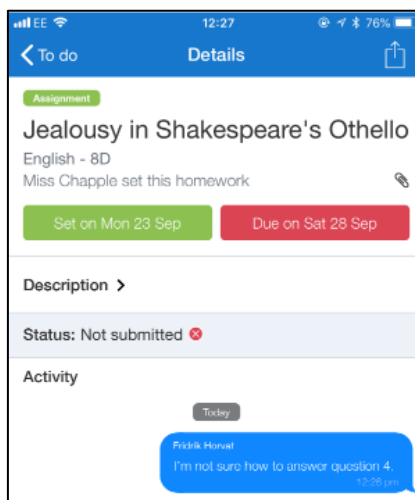 EE 12:27 76%
To do Details
Assignment
Jealousy in Shakespeare's Othello
English - 8D
Miss Chapple set this homework
Set on Mon 23 Sep Due on Sat 28 Sep
Description
Status: Not submitted
Activity
Today
Fridrik Horvat
I'm not sure how to answer question 4.
12:26 pm